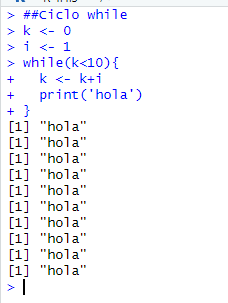 > ##Ciclo while
> k <- 0
> i <- 1
> while(k<10){
+   k <- k+i
+   print('hola')
+ }
[1] "hola"
[1] "hola"
[1] "hola"
[1] "hola"
[1] "hola"
[1] "hola"
[1] "hola"
[1] "hola"
[1] "hola"
[1] "hola"
>